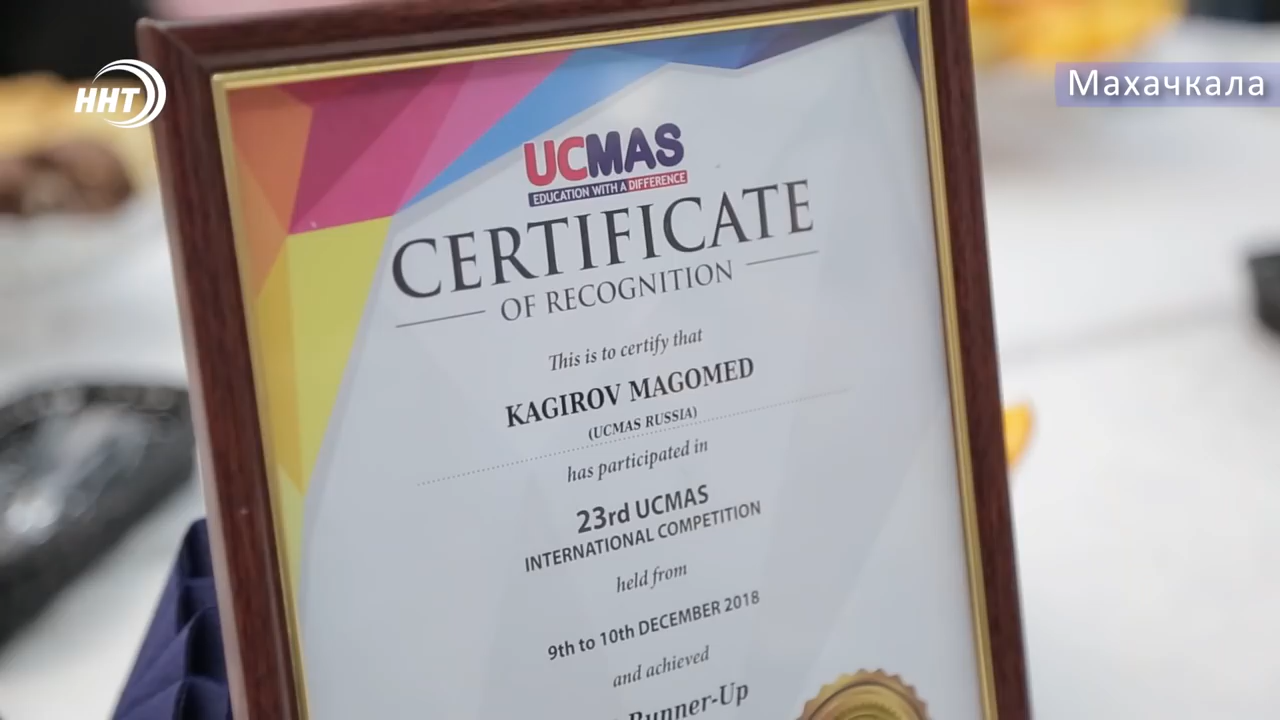 ННТ
Махачкала
UCMAS
EDUCATION WITH A DIFFERENCE
CERTIFICATE
OF RECOGNITION
This is to certify that
KAGIROV MAGOMED
(UCMAS RUSSIA)
has participated in
23rd UCMAS
INTERNATIONAL COMPETITION
held from
9th to 10th DECEMBER 2018
and achieved
Runner-Up